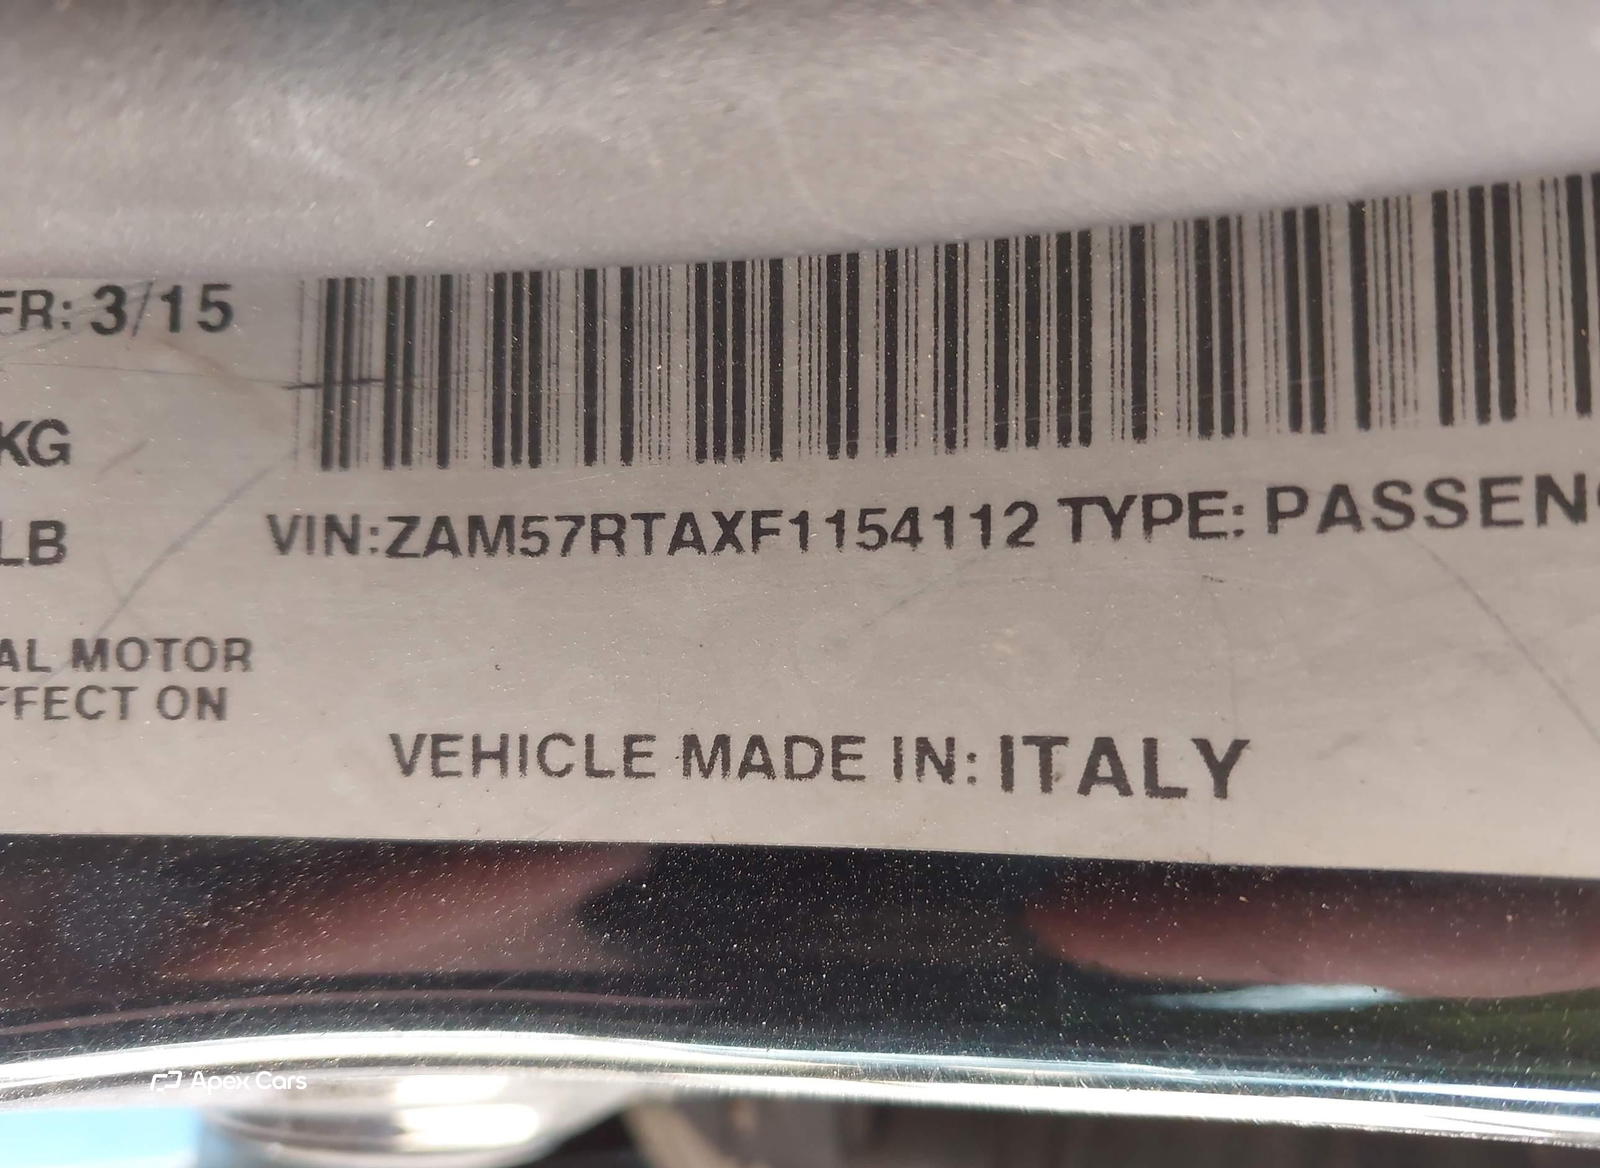 FR: 3/15
KG
LB
VIN:ZAM57RTAXF1154112 TYPE: PASSEN
AL MOTOR
FFECT ON
VEHICLE MADE IN: ITALY
Apex Cars